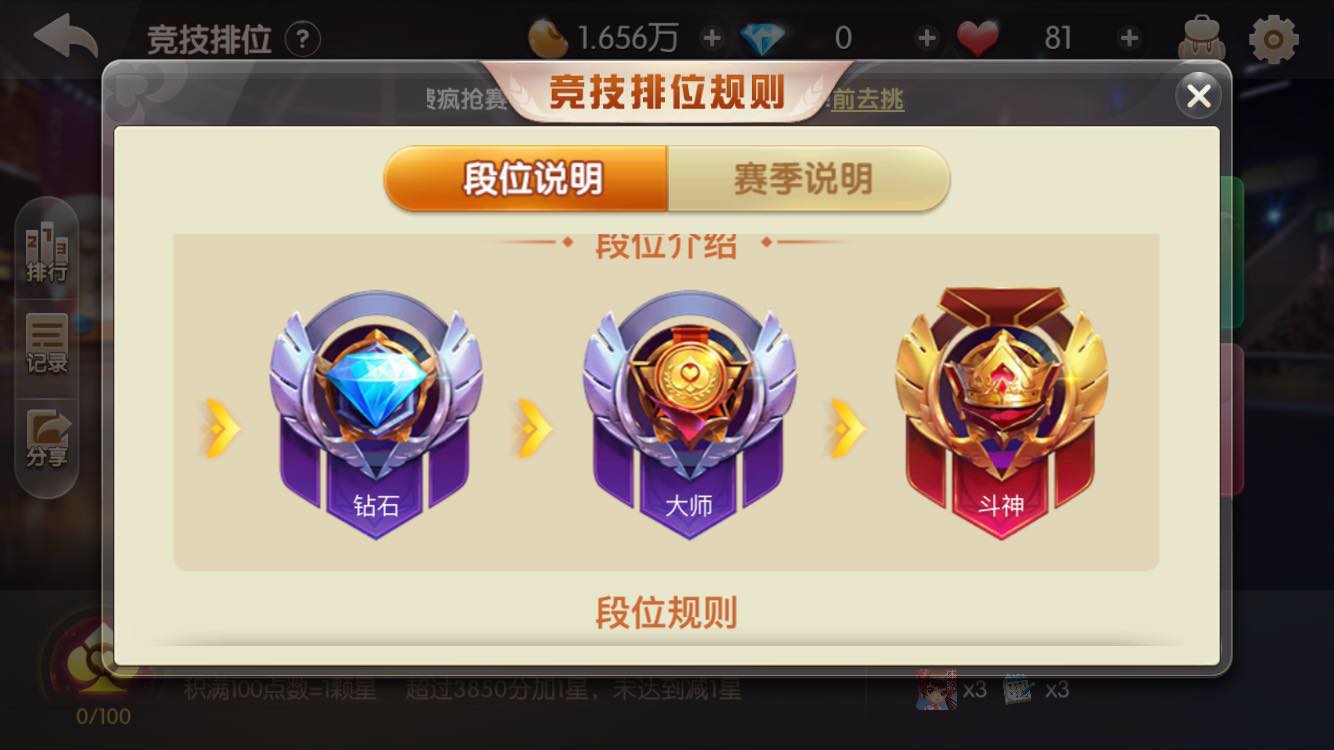 竞技排位 ?
1.656万
0
81
疯抢赛
竞技排位规则
前去挑
段位说明
赛季说明
段位介绍
213
排行
记录
分享
钻石
大师
斗神
段位规则
积满100点数=1颗星
超过3850分加1星，未达到减1星
x3
x3
0/100